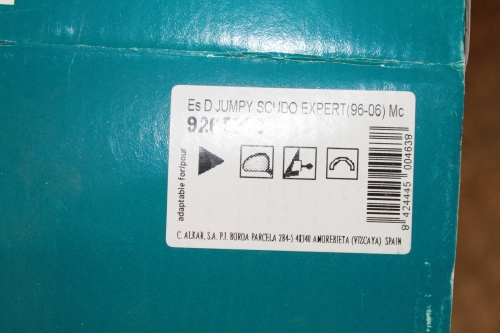 Es D JUMPY SCUDO EXPERT(96-06) Mc
adaptable for/pour
8 424445 004638
C. ALKAR, S.A. P.I. BOROA PARCELA 2B4-5 48340 AMOREBIETA (VIZCAYA) SPAIN